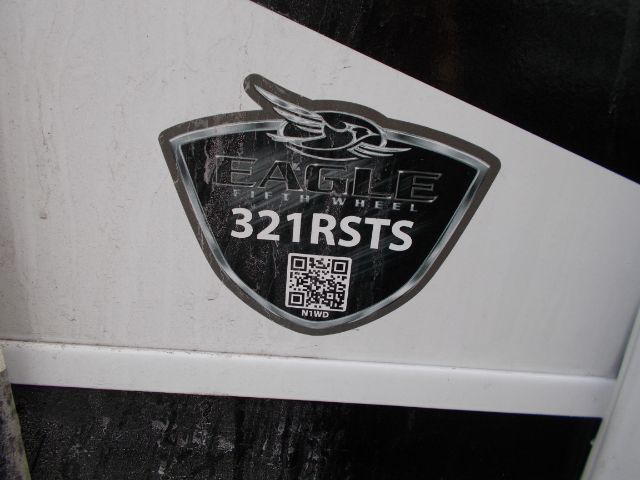 EAGLE
FIFTH WHEEL
321RSTS
N1WD